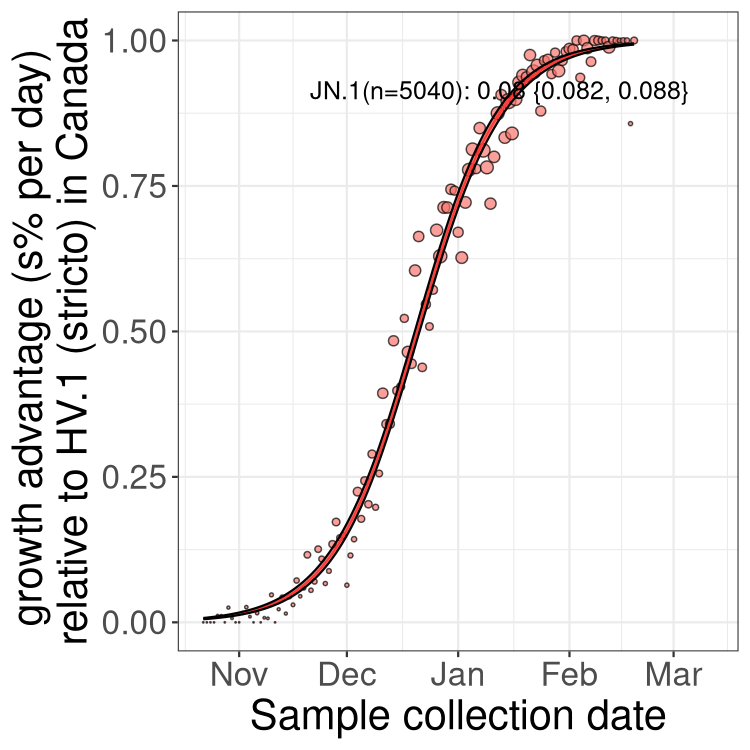 growth advantage (s% per day)
relative to HV.1 (stricto) in Canada
1.00
0.75
0.50
0.25
0.00
JN.1(n=5040): {0.082, 0.088}
Nov Dec Jan Feb Mar
Sample collection date